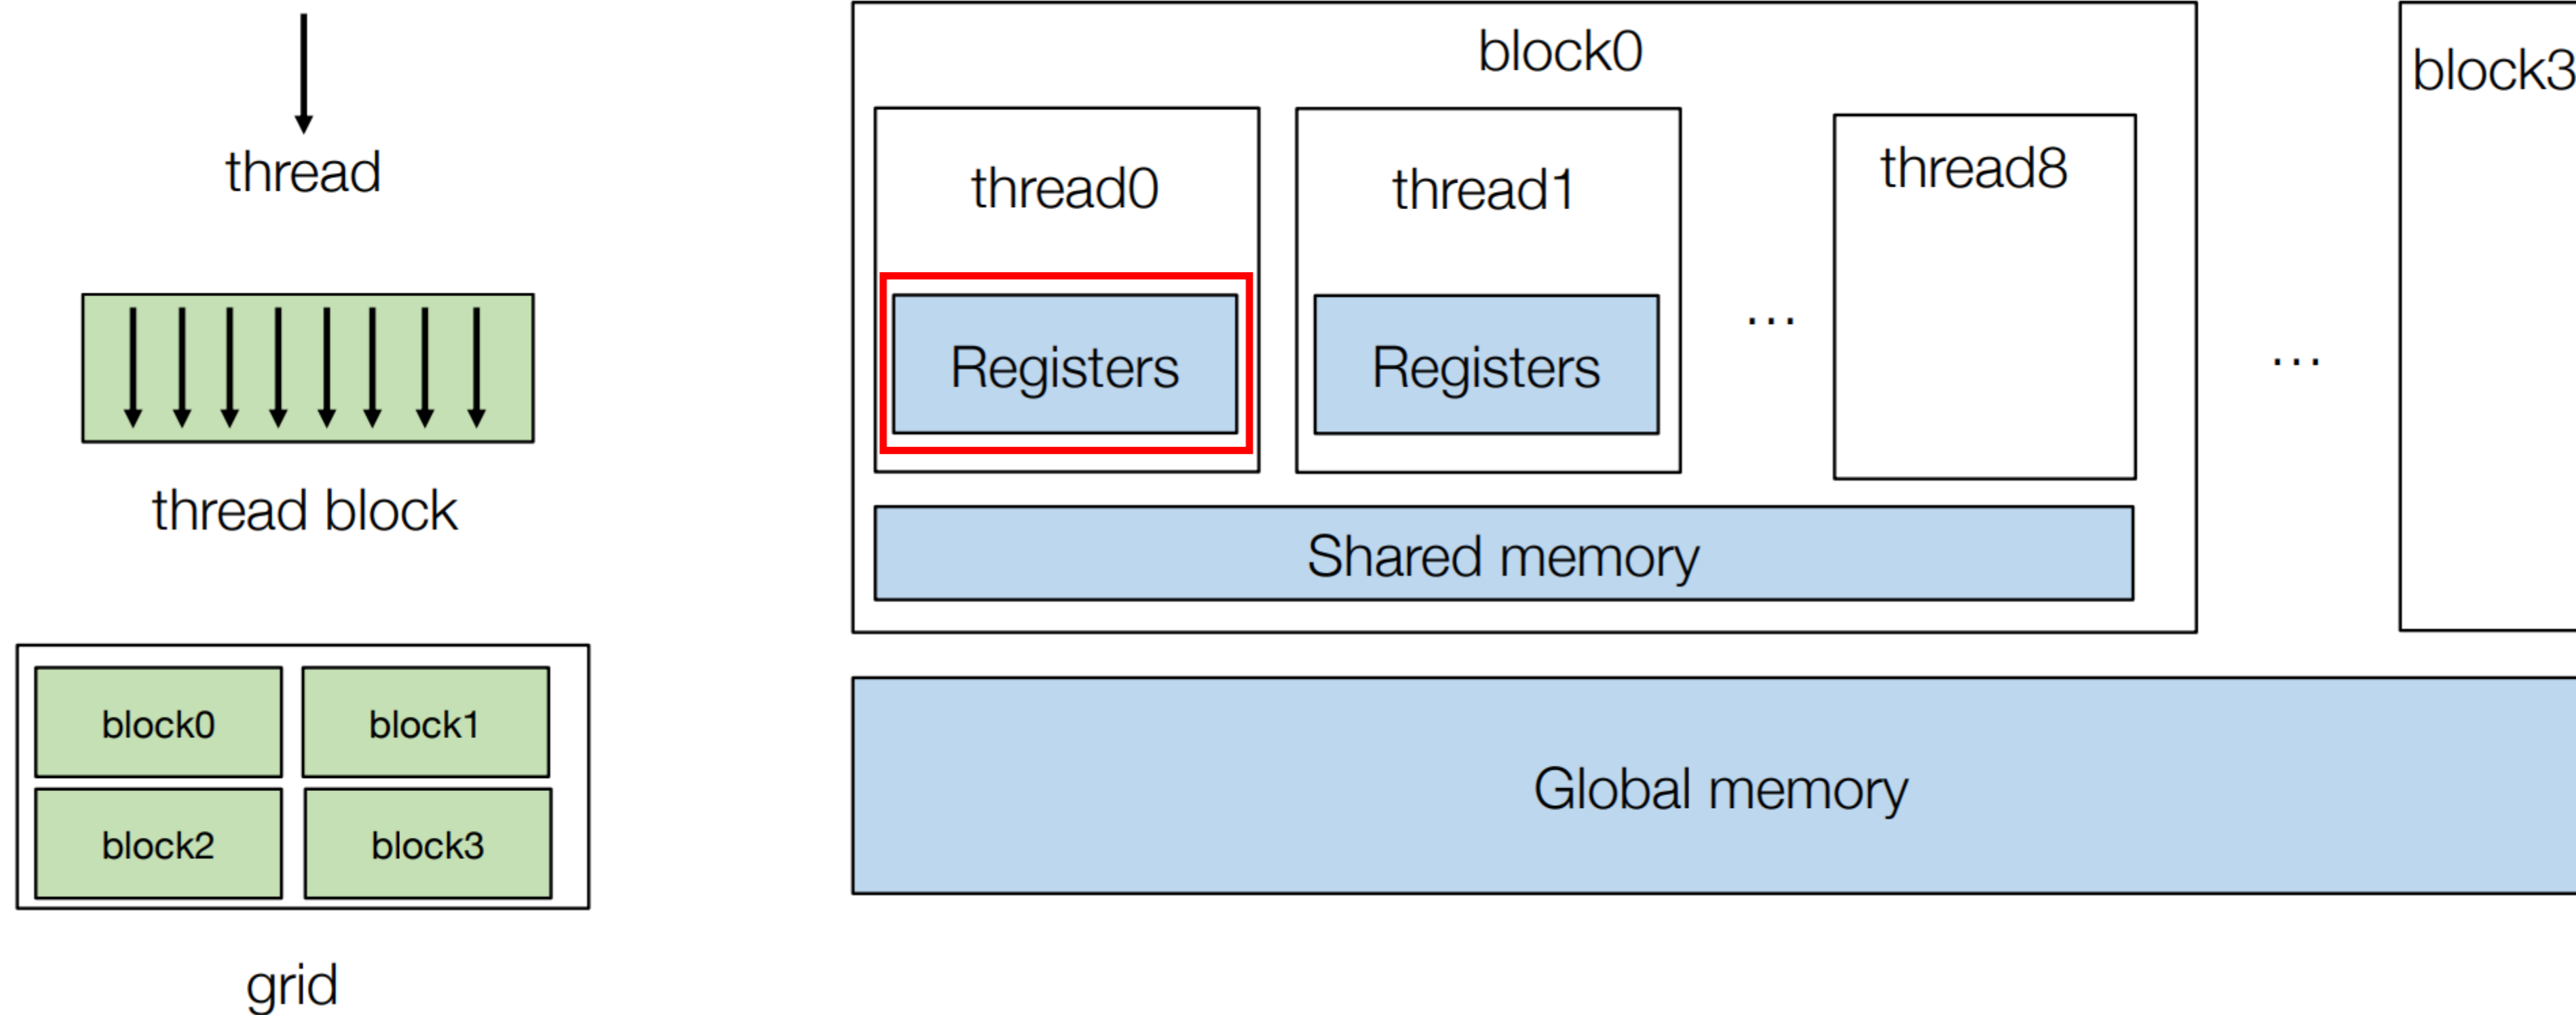 thread
thread block
block0
block1
block2
block3
grid
block0
thread0
Registers
thread1
Registers
...
thread8
Shared memory
...
block3
Global memory